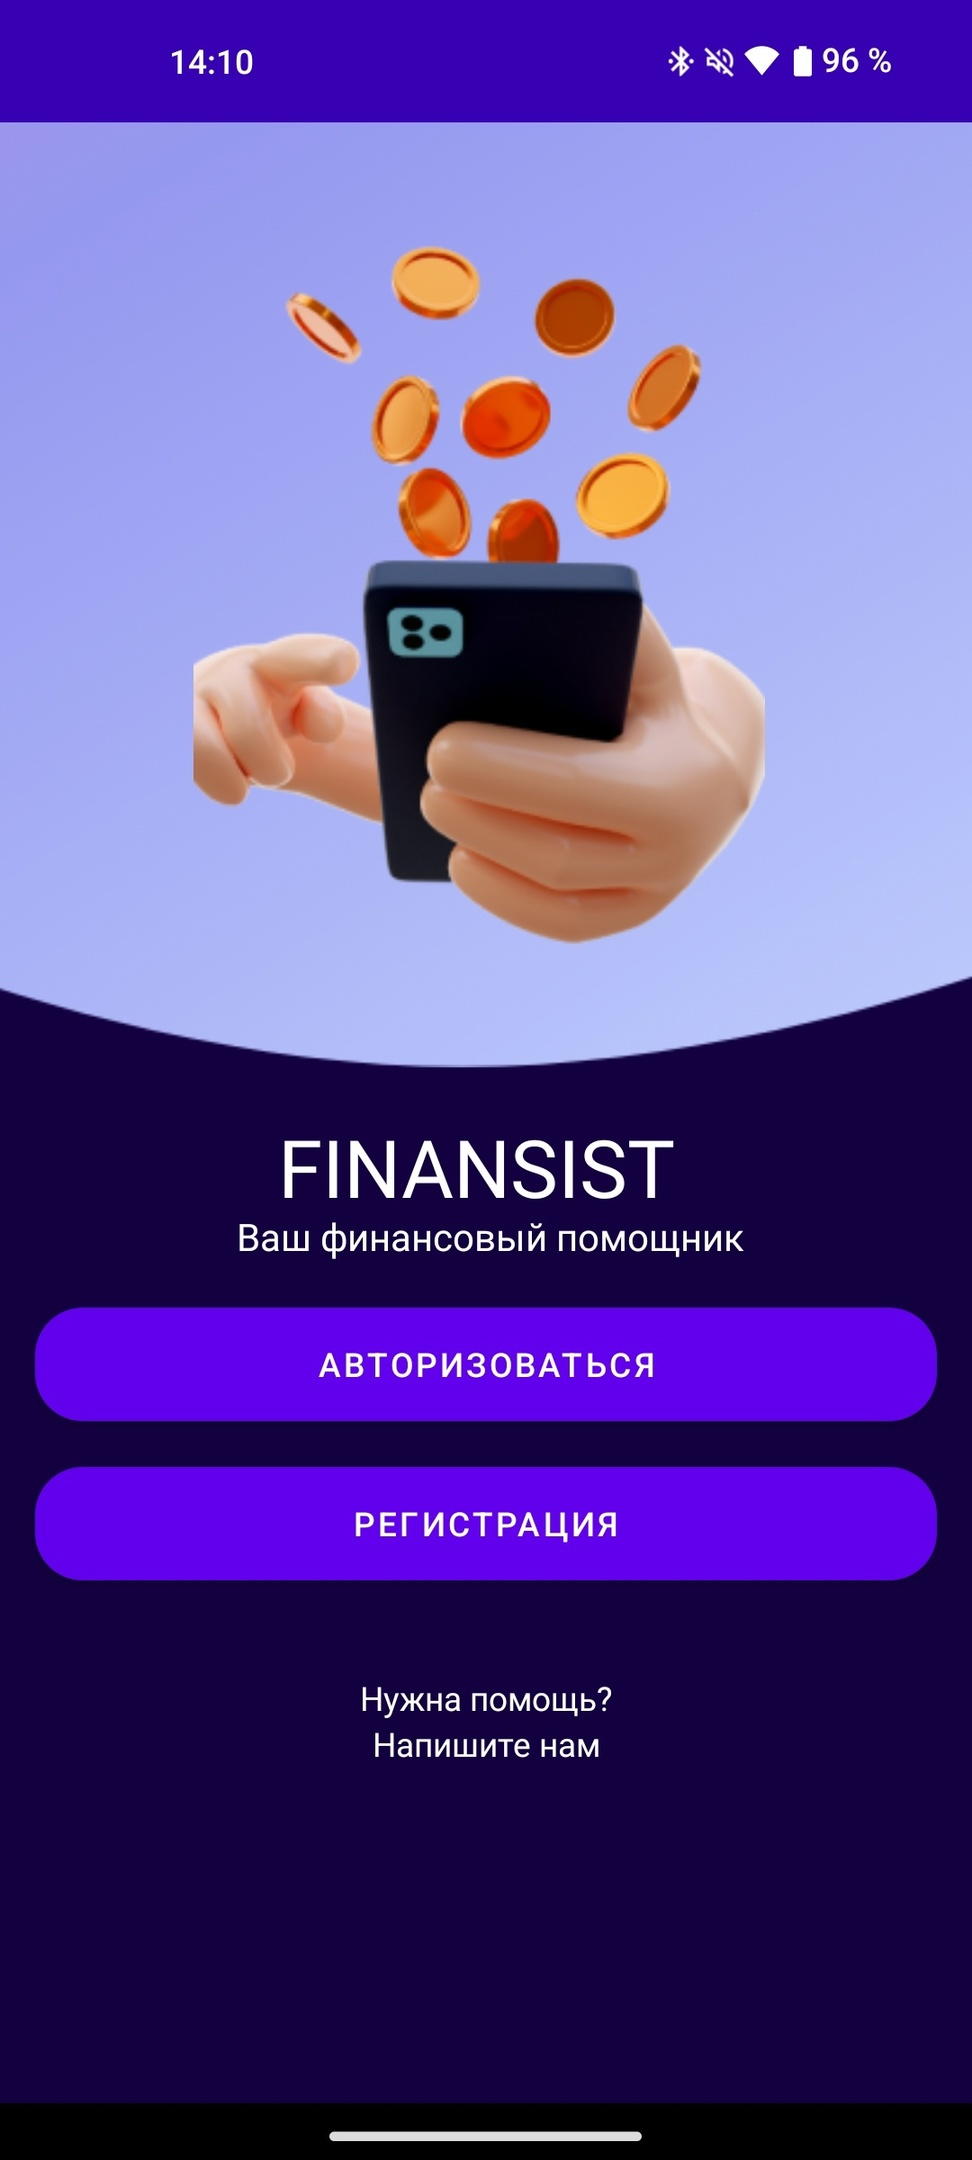 14:10
96 %
FINANSIST
Ваш финансовый помощник
АВТОРИЗОВАТЬСЯ
РЕГИСТРАЦИЯ
Нужна помощь?
Напишите нам